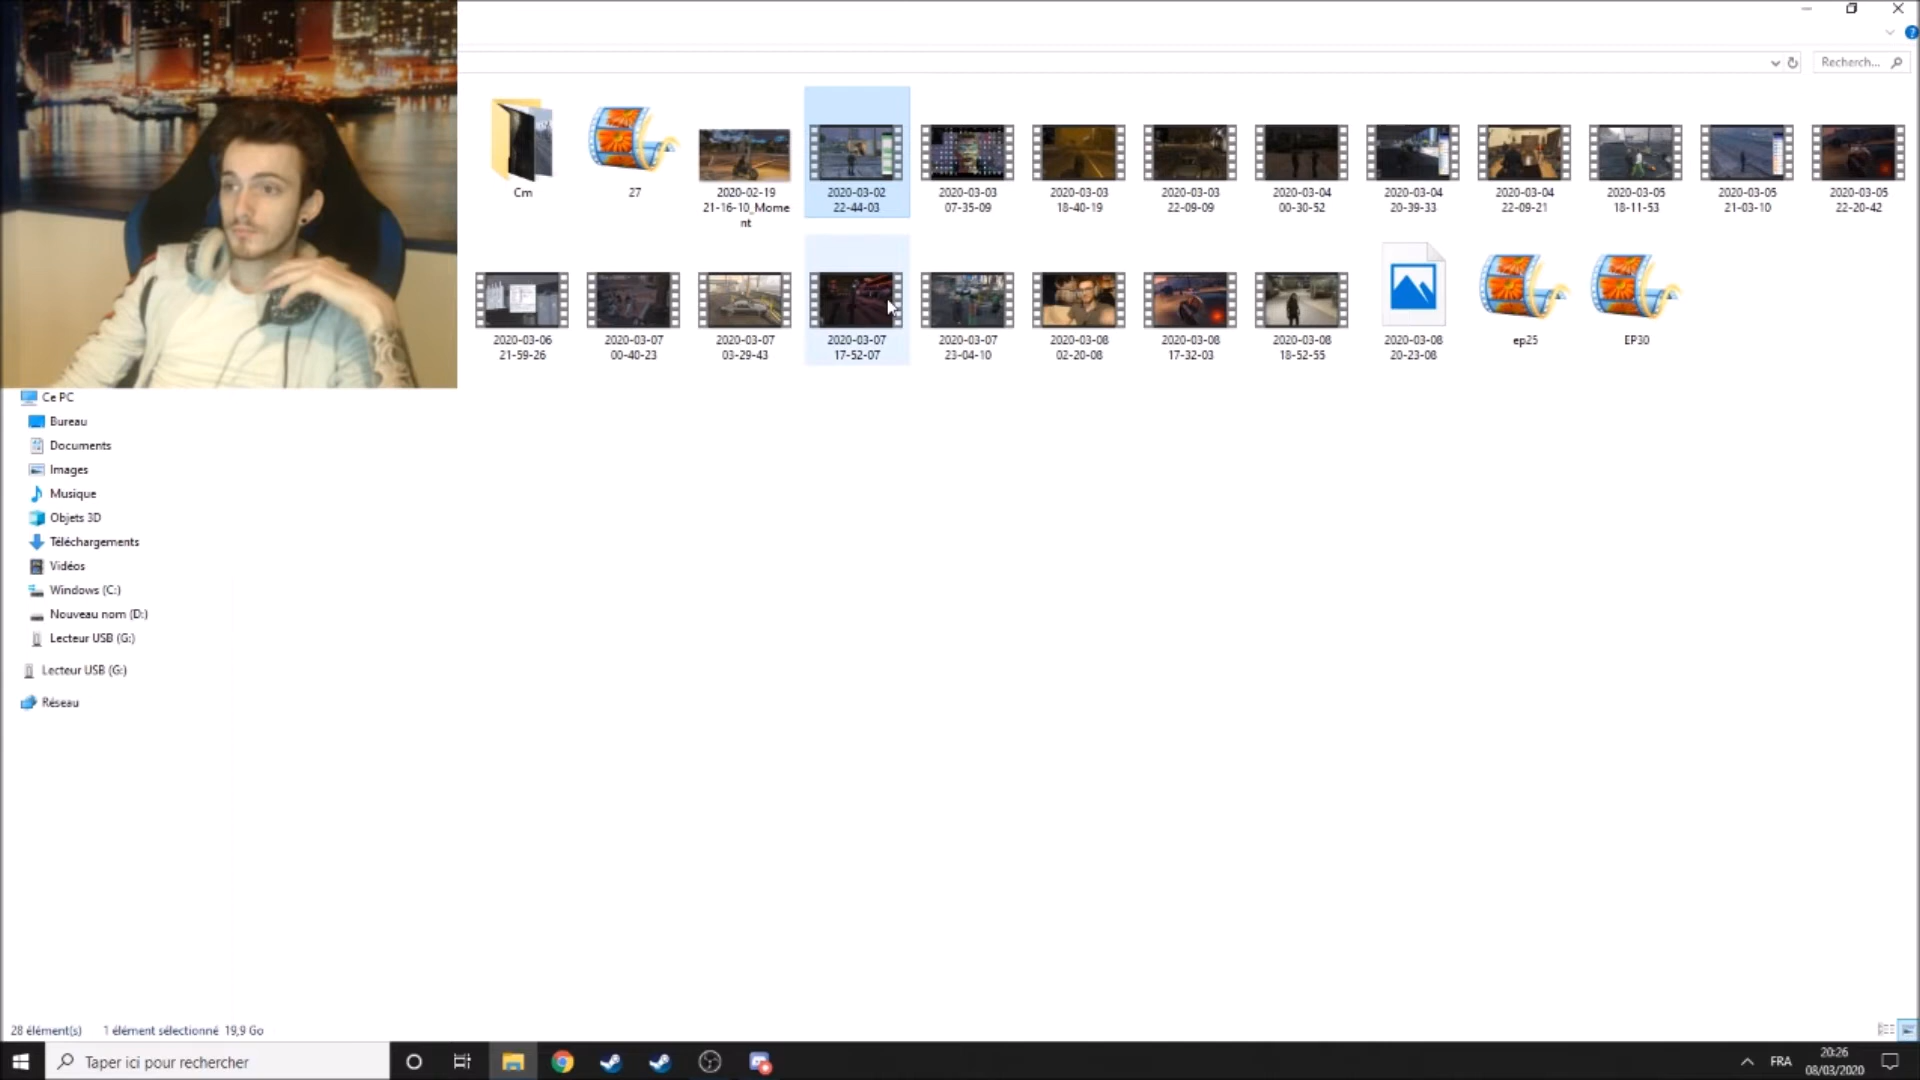 Recherch...
Cm
27
2020-02-19
21-16-10_Mome
nt
2020-03-02
22-44-03
2020-03-03
07-35-09
2020-03-03
18-40-19
2020-03-03
22-09-09
2020-03-04
00-30-52
2020-03-04
20-39-33
2020-03-04
22-09-21
2020-03-05
18-11-53
2020-03-05
21-03-10
2020-03-05
22-20-42
2020-03-06
21-59-26
2020-03-07
00-40-23
2020-03-07
03-29-43
2020-03-07
17-52-07
2020-03-07
23-04-10
2020-03-08
02-20-08
2020-03-08
17-32-03
2020-03-08
18-52-55
2020-03-08
20-23-08
ep25
EP30
Ce PC
Bureau
Documents
Images
Musique
Objets 3D
Téléchargements
Vidéos
Windows (C:)
Nouveau nom (D:)
Lecteur USB (G:)
Lecteur USB (G:)
Réseau
28 élément(s) 1 élément sélectionné 19,9 Go
Taper ici pour rechercher
FRA
20:26
08/03/2020